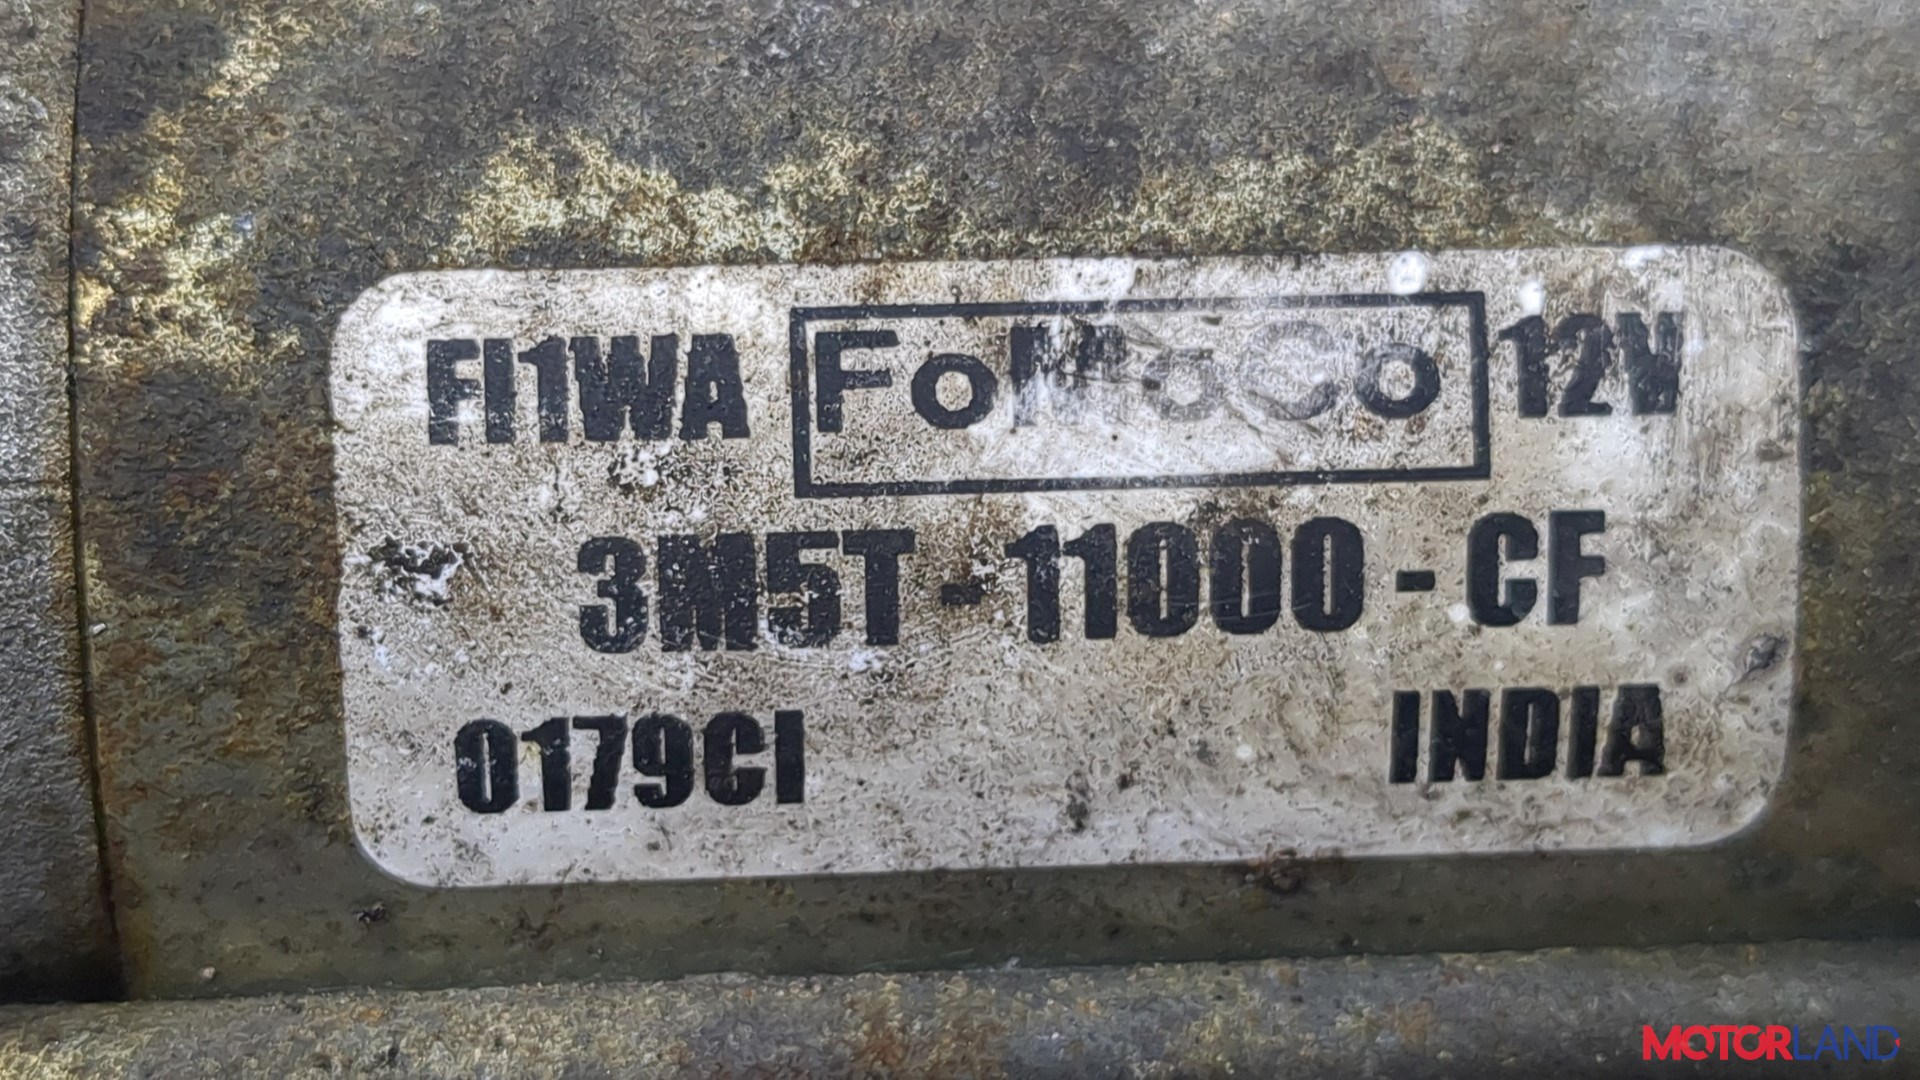 FI1WA FoMoCo 12V
3M5T-11000-CF
0179CI INDIA
MOTORLAND